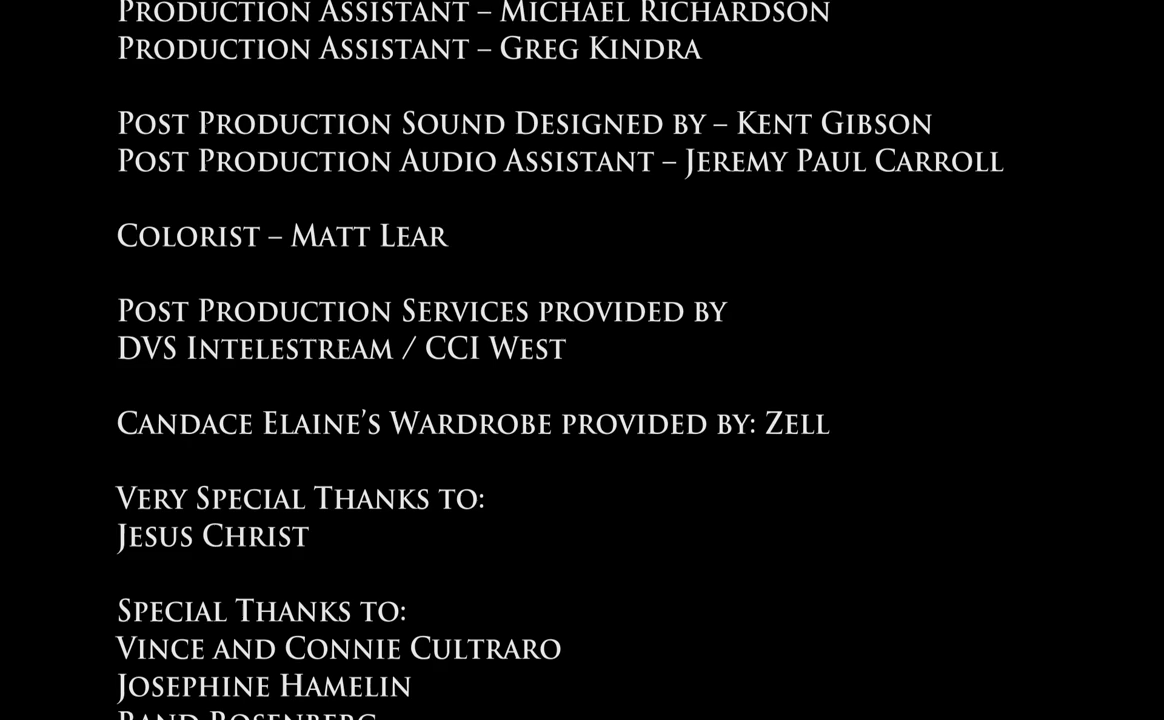 Production Assistant – Michael Richardson
Production Assistant – Greg Kindra
Post Production Sound Designed by – Kent Gibson
Post Production Audio Assistant – Jeremy Paul Carroll
Colorist – Matt Lear
Post Production Services provided by
DVS Intelestream / CCI West
Candace Elaine’s Wardrobe provided by: Zell
Very Special Thanks to:
Jesus Christ
Special Thanks to:
Vince and Connie Cultraro
Josephine Hamelin
Rand Rosenberg